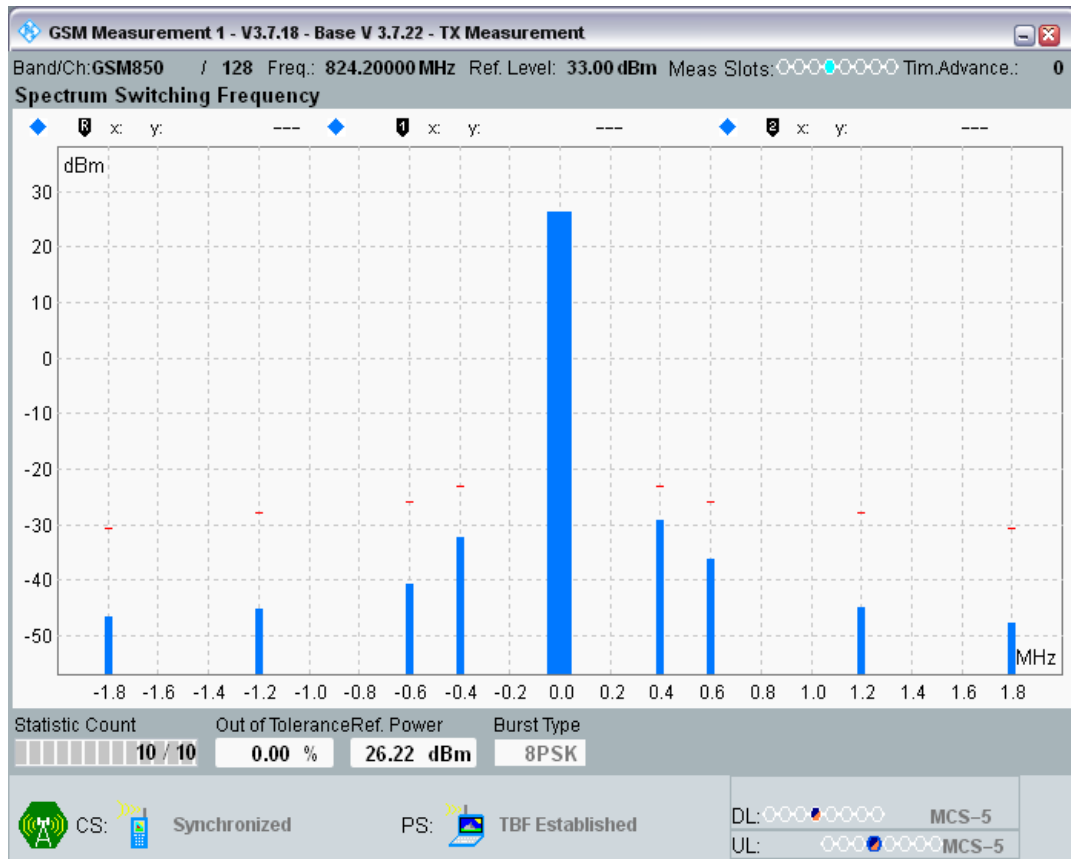 GSM Measurement 1 - V3.7.18 - Base V 3.7.22 - TX Measurement
Band/Ch:GSM850 / 128 Freq.: 824.20000 MHz Ref. Level: 33.00 dBm Meas Slots: Tim.Advance.: 0
Spectrum Switching Frequency
R x: y: --- 1 x: y: --- 2 x: y: ---
dBm
30
20
10
0
-10
-20
-30
-40
-50
MHz
-1.8 -1.6 -1.4 -1.2 -1.0 -0.8 -0.6 -0.4 -0.2 0.0 0.2 0.4 0.6 0.8 1.0 1.2 1.4 1.6 1.8
Statistic Count Out of Tolerance Ref. Power Burst Type
10 / 10 0.00 % 26.22 dBm 8PSK
CS: Synchronized PS: TBF Established
DL: MCS-5
UL: MCS-5